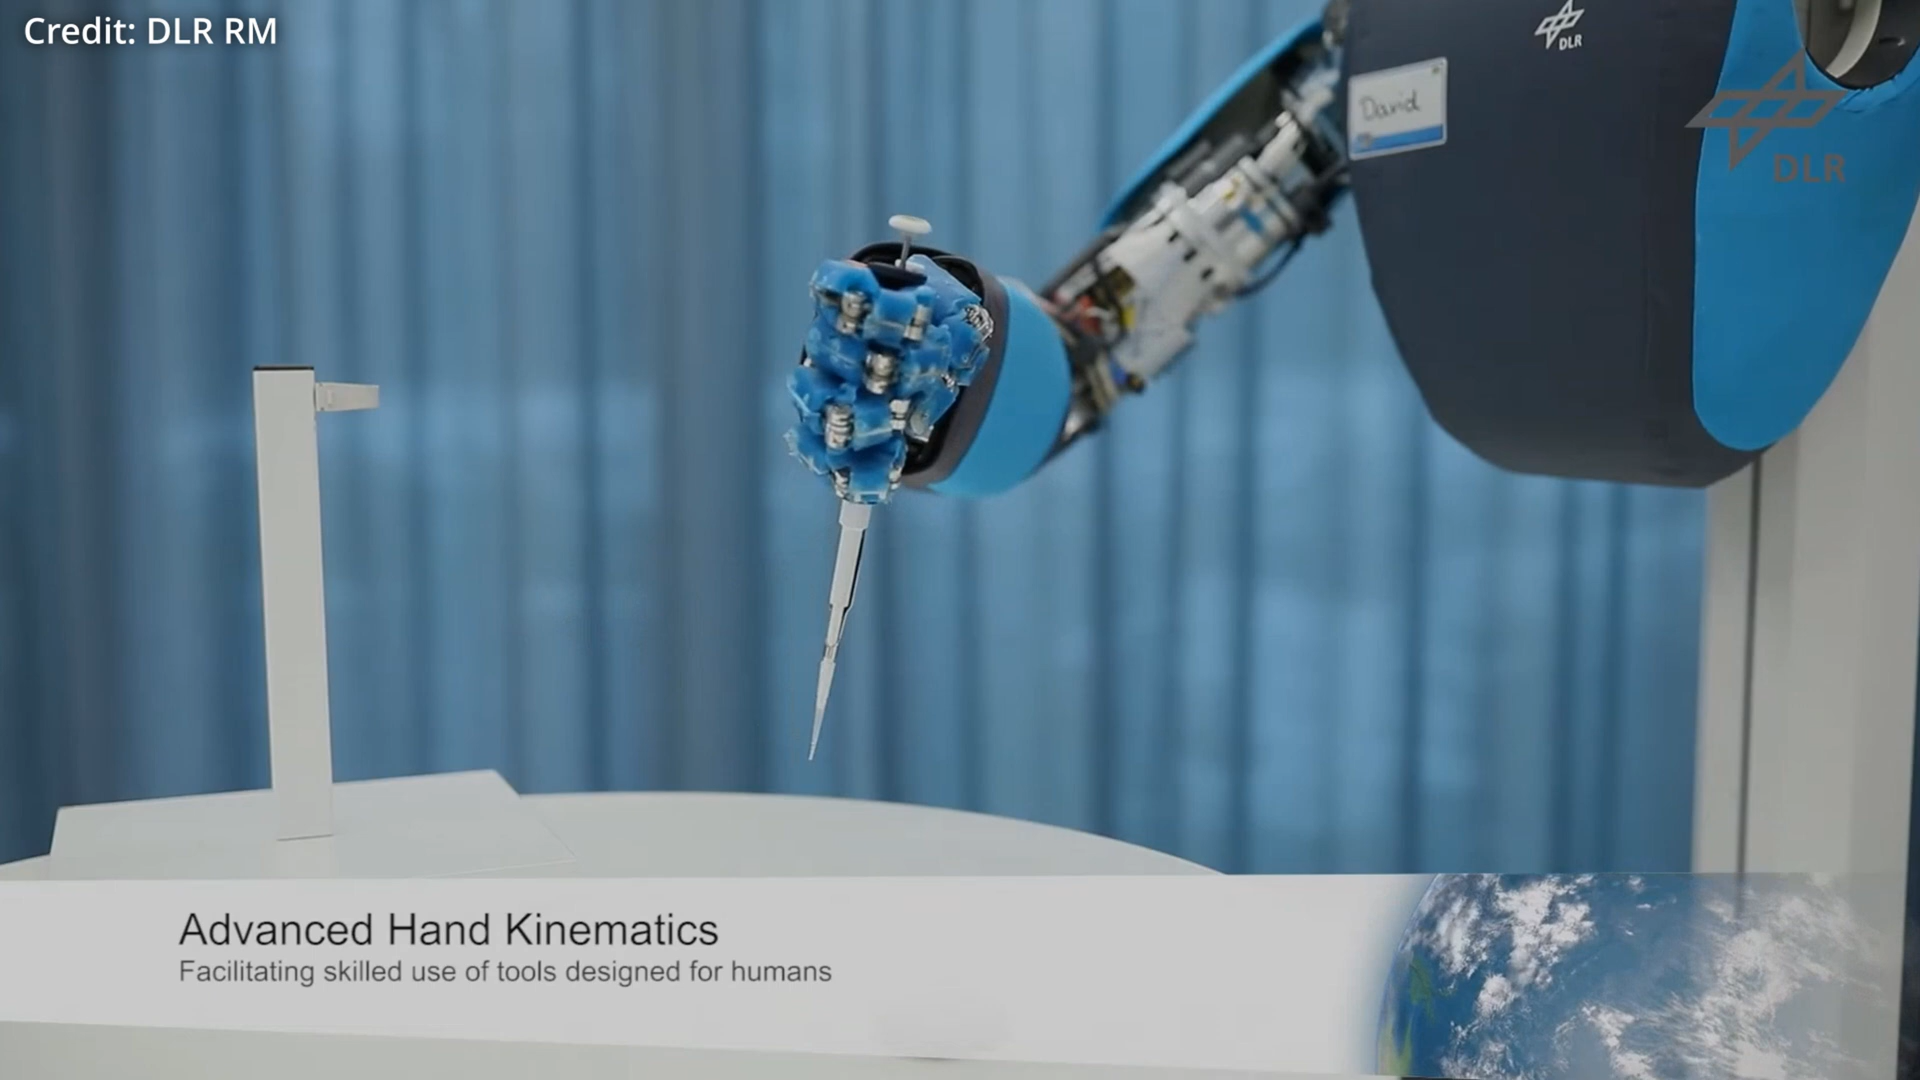 Credit: DLR RM
DLR
David
DLR
Advanced Hand Kinematics
Facilitating skilled use of tools designed for humans